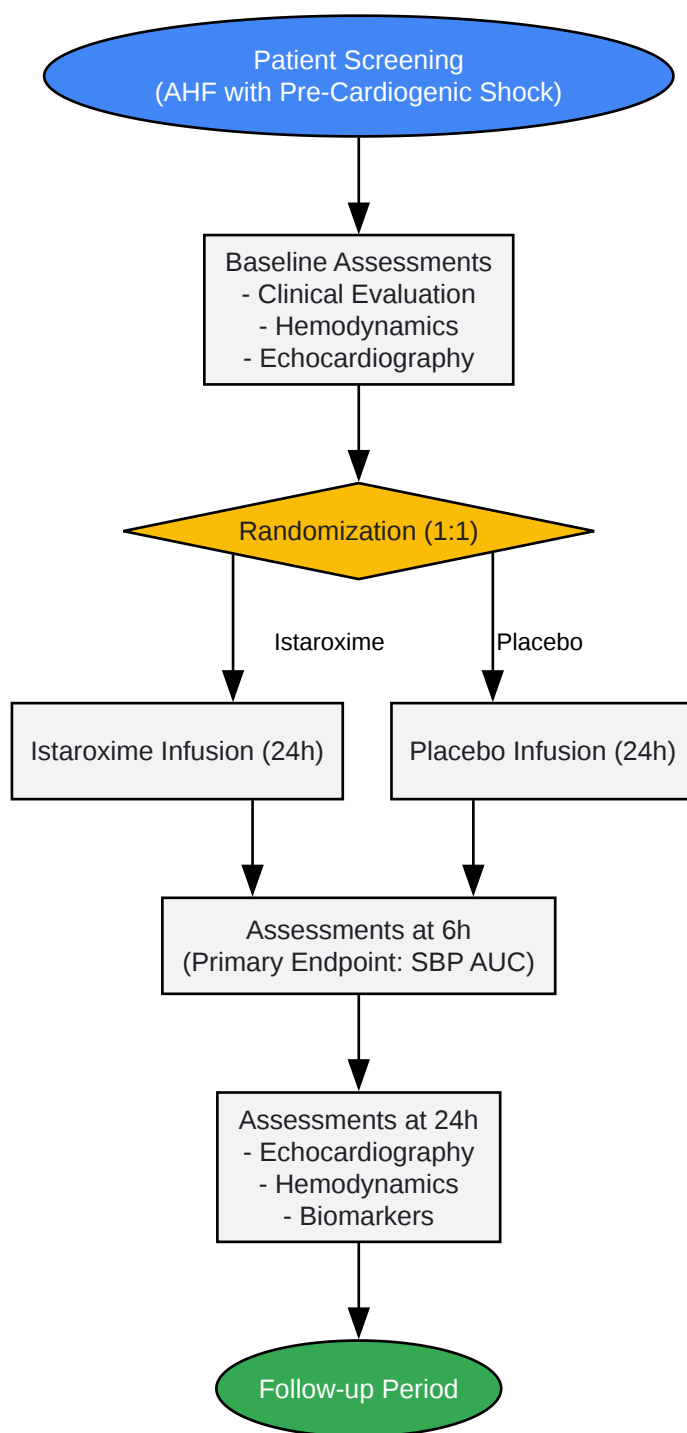 Patient Screening
(AHF with Pre-Cardiogenic Shock)
Baseline Assessments
- Clinical Evaluation
- Hemodynamics
- Echocardiography
Randomization (1:1)
Istaroxime
Placebo
Istaroxime Infusion (24h)
Placebo Infusion (24h)
Assessments at 6h
(Primary Endpoint: SBP AUC)
Assessments at 24h
- Echocardiography
- Hemodynamics
- Biomarkers
Follow-up Period